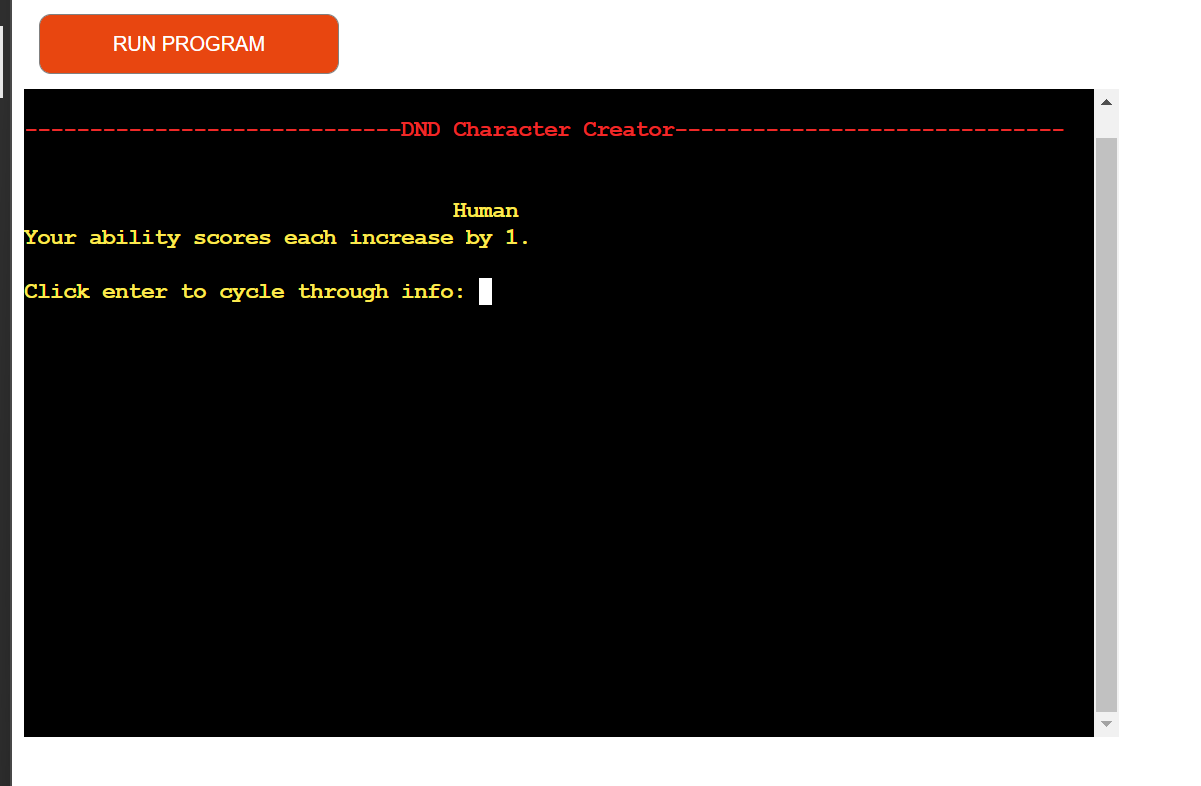 RUN PROGRAM
-----------------------------DND Character Creator------------------------------
Human
Your ability scores each increase by 1.
Click enter to cycle through info: